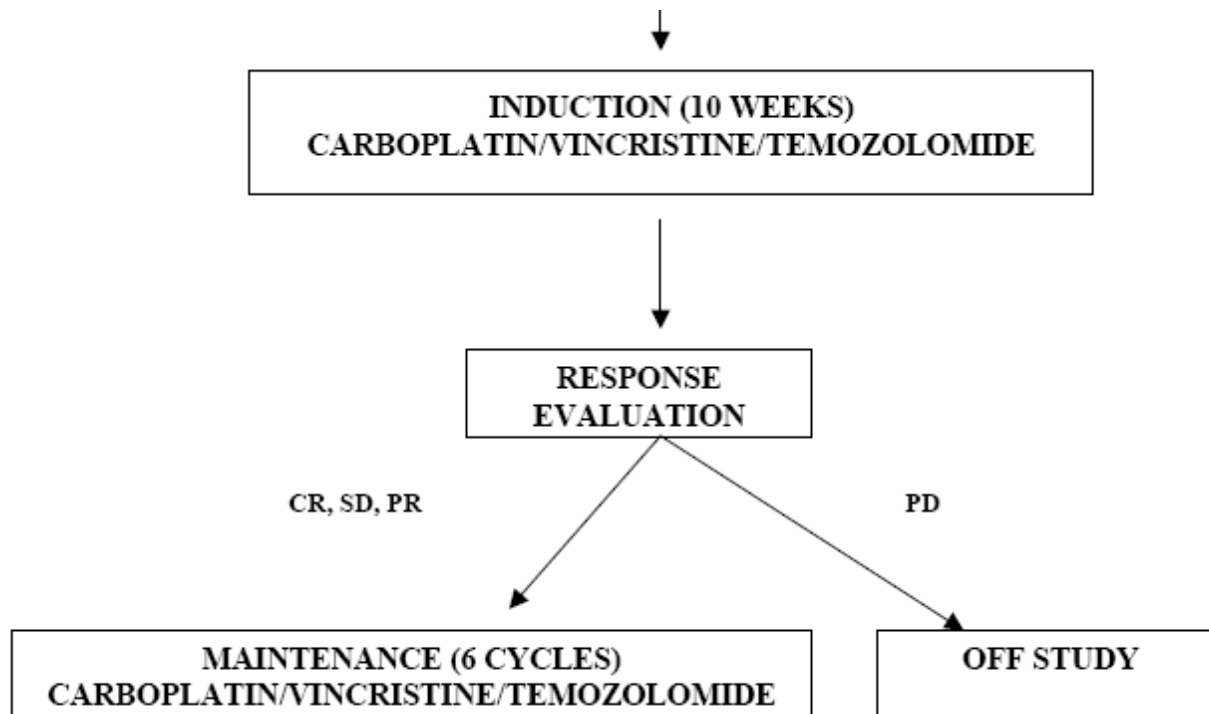 INDUCTION (10 WEEKS)
CARBOPLATIN/VINCRISTINE/TEMOZOLOMIDE
RESPONSE
EVALUATION
CR, SD, PR
PD
MAINTENANCE (6 CYCLES)
CARBOPLATIN/VINCRISTINE/TEMOZOLOMIDE
OFF STUDY